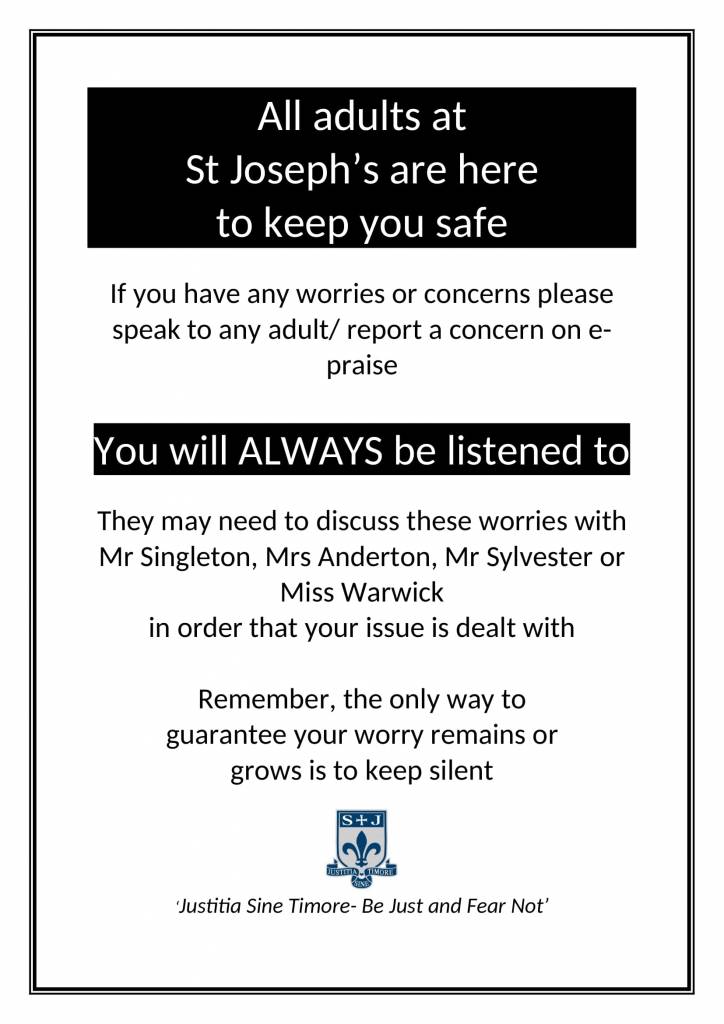 All adults at
St Joseph’s are here
to keep you safe
If you have any worries or concerns please
speak to any adult/ report a concern on e-
praise
You will ALWAYS be listened to
They may need to discuss these worries with
Mr Singleton, Mrs Anderton, Mr Sylvester or
Miss Warwick
in order that your issue is dealt with
Remember, the only way to
guarantee your worry remains or
grows is to keep silent
S J
JUSTITIA TIMORE
SINE
‘Justitia Sine Timore- Be Just and Fear Not’